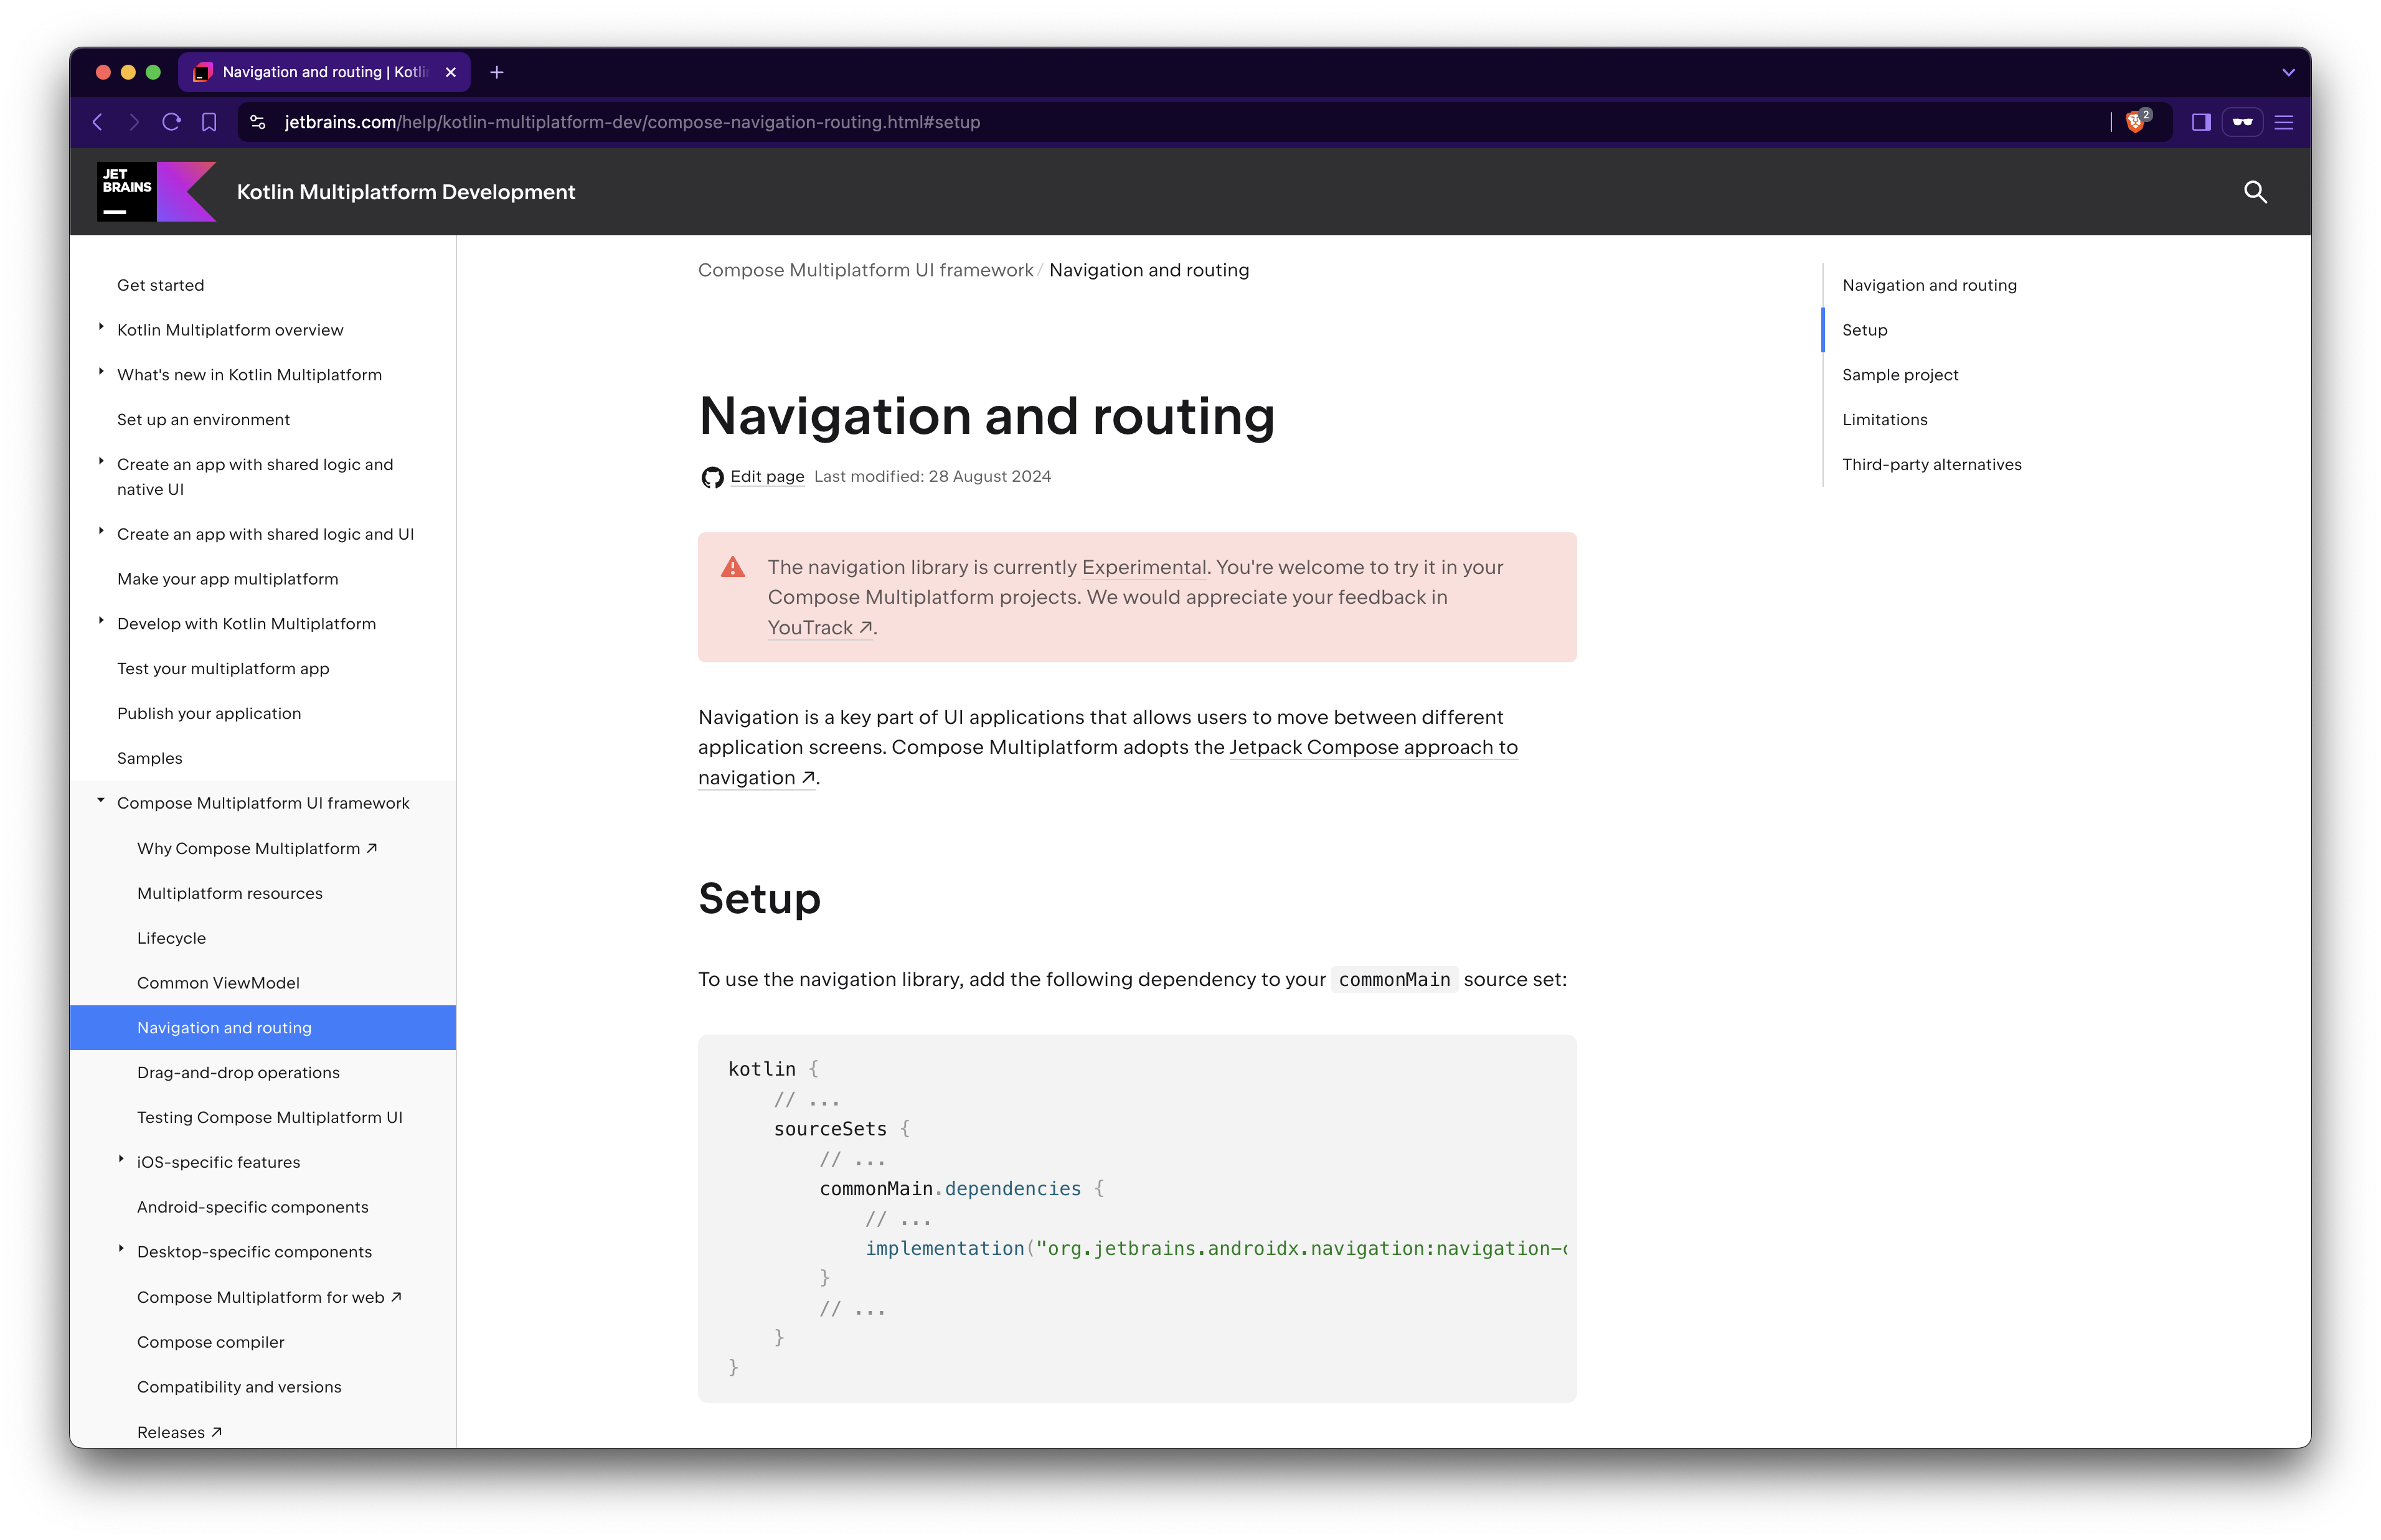 Navigation and routing | Kotli
jetbrains.com/help/kotlin-multiplatform-dev/compose-navigation-routing.html#setup
2
JET
BRAINS
Kotlin Multiplatform Development
Get started
Kotlin Multiplatform overview
What's new in Kotlin Multiplatform
Set up an environment
Create an app with shared logic and
native UI
Create an app with shared logic and UI
Make your app multiplatform
Develop with Kotlin Multiplatform
Test your multiplatform app
Publish your application
Samples
Compose Multiplatform UI framework
Why Compose Multiplatform ↗
Multiplatform resources
Lifecycle
Common ViewModel
Navigation and routing
Drag-and-drop operations
Testing Compose Multiplatform UI
iOS-specific features
Android-specific components
Desktop-specific components
Compose Multiplatform for web ↗
Compose compiler
Compatibility and versions
Releases ↗
Compose Multiplatform UI framework / Navigation and routing
Navigation and routing
Edit page Last modified: 28 August 2024
The navigation library is currently Experimental. You're welcome to try it in your
Compose Multiplatform projects. We would appreciate your feedback in
YouTrack ↗.
Navigation is a key part of UI applications that allows users to move between different
application screens. Compose Multiplatform adopts the Jetpack Compose approach to
navigation ↗.
Setup
To use the navigation library, add the following dependency to your commonMain source set:
kotlin {
    // ...
    sourceSets {
        // ...
        commonMain.dependencies {
            // ...
            implementation("org.jetbrains.androidx.navigation:navigation-c
        }
        // ...
    }
}
Navigation and routing
Setup
Sample project
Limitations
Third-party alternatives